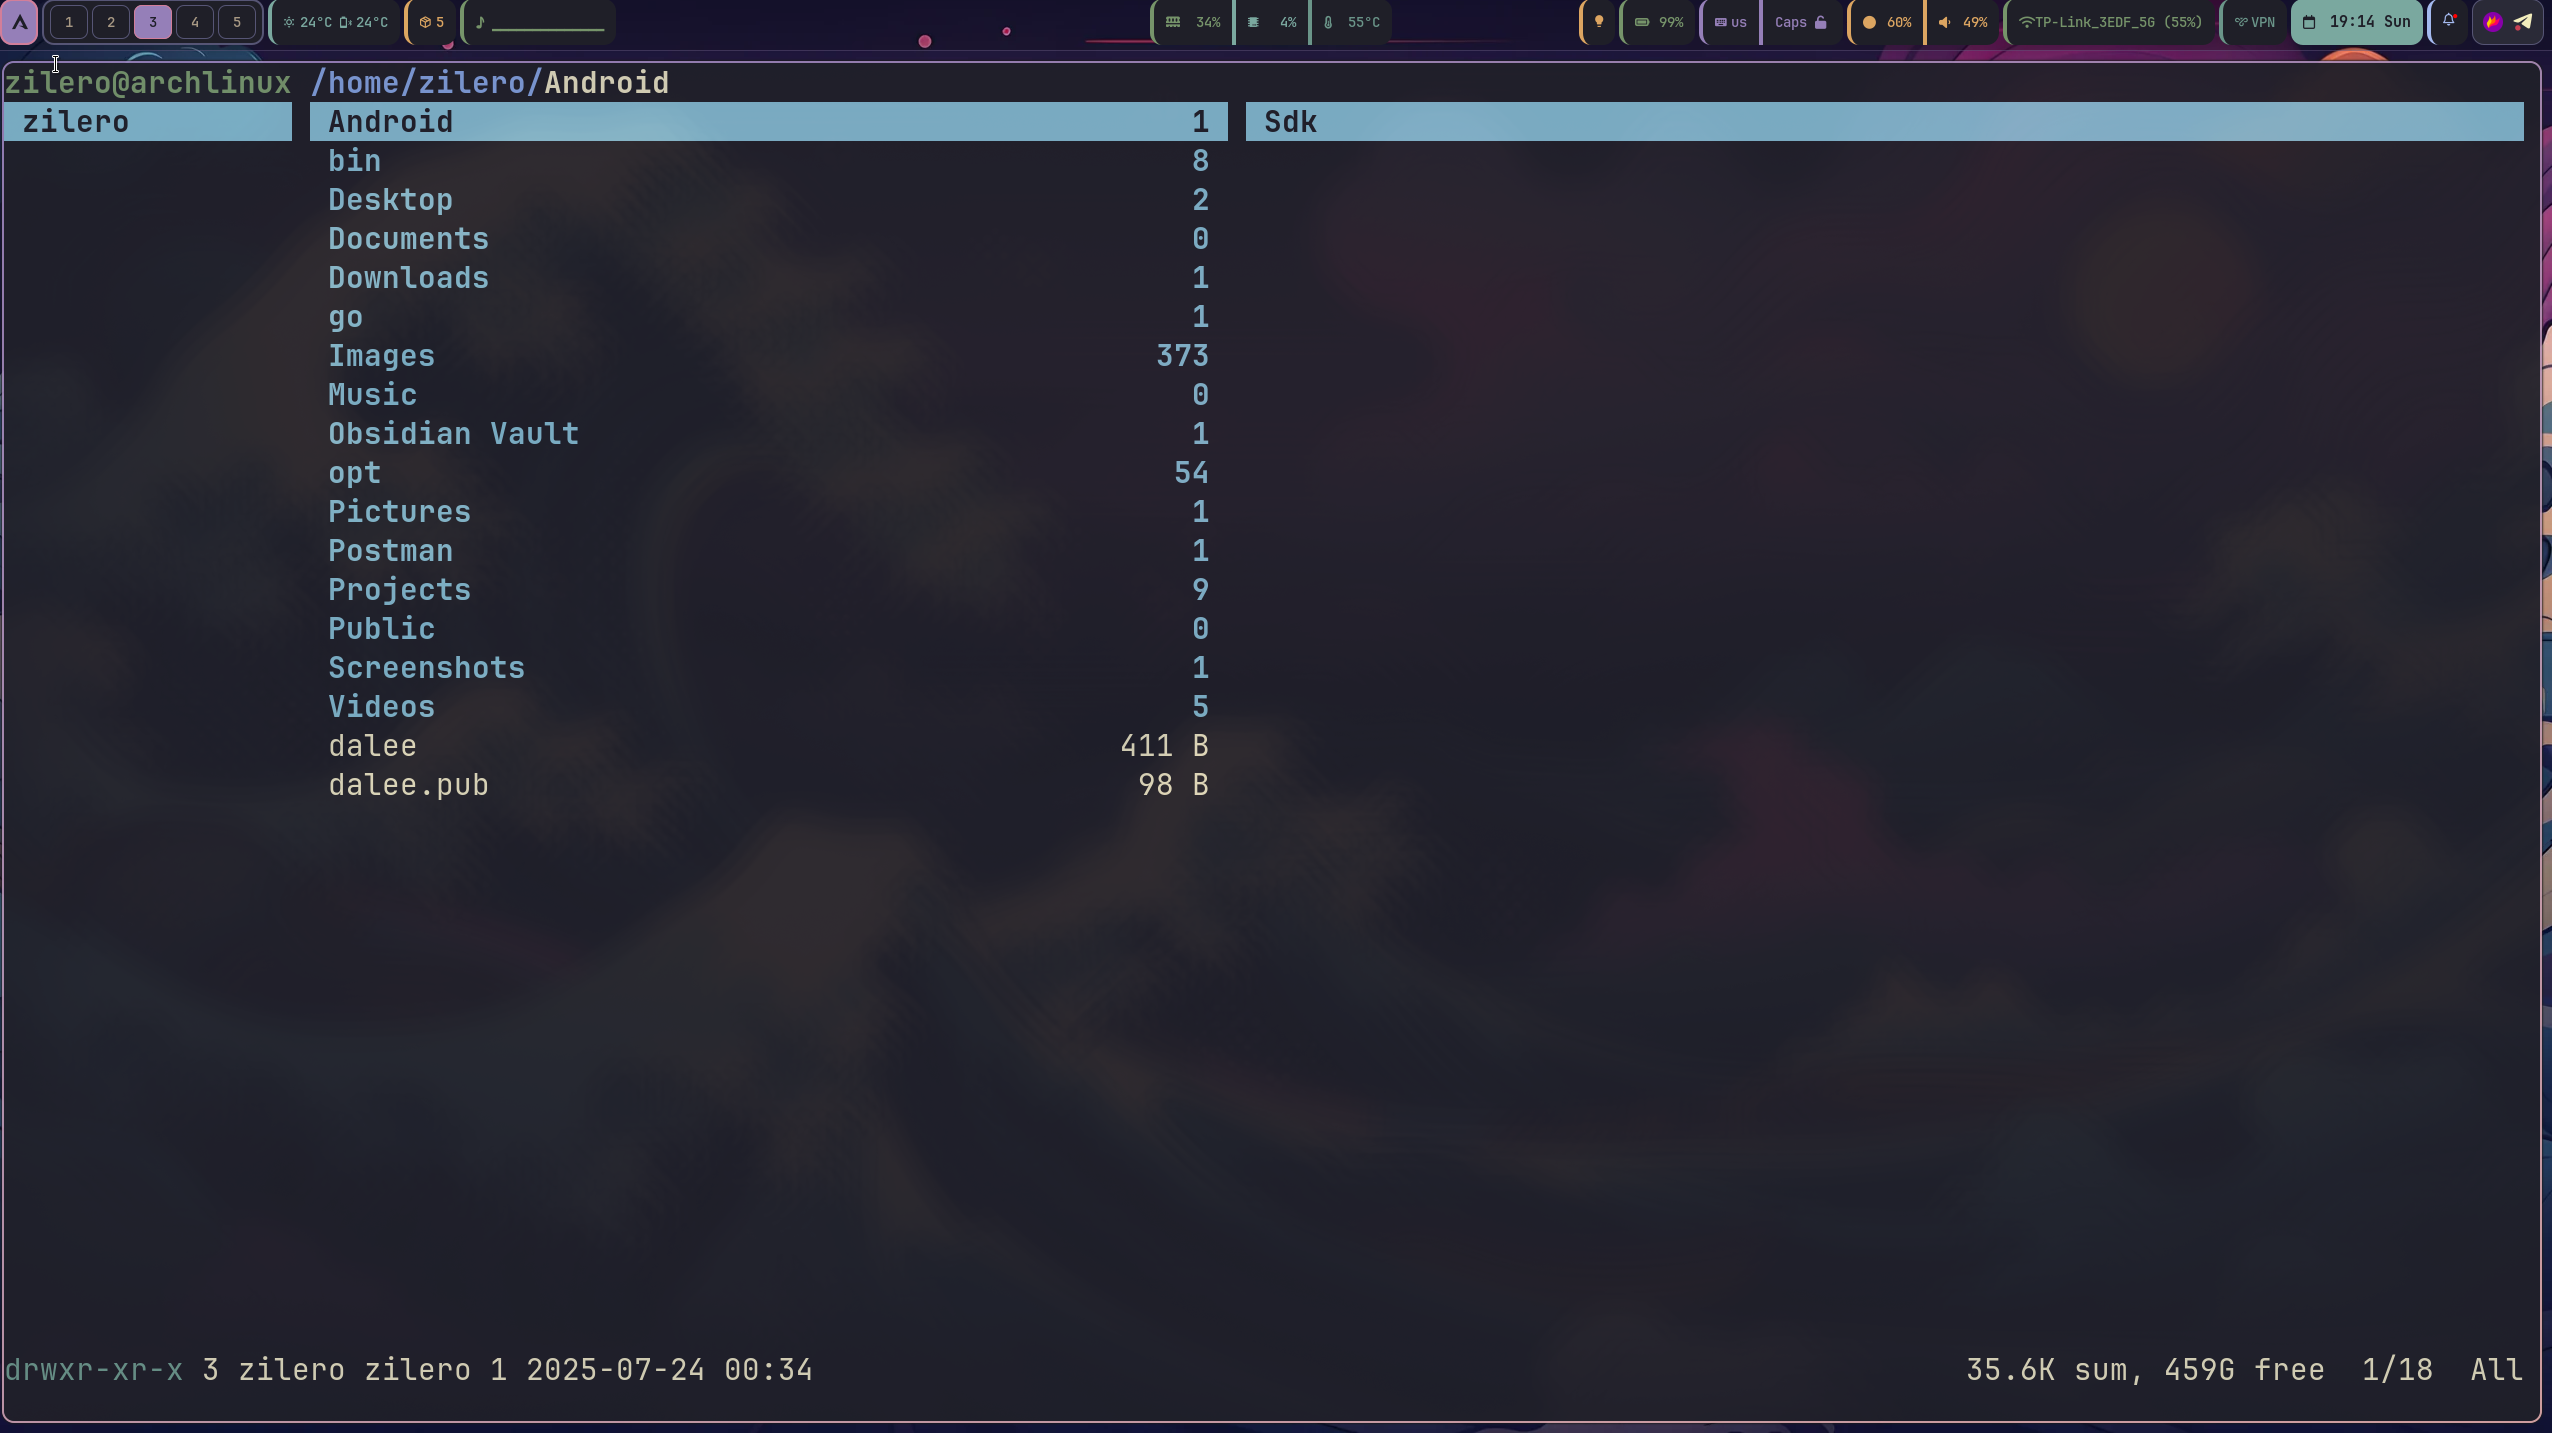 1 2 3 4 5 24°C 24°C 5 34% 4% 55°C 99% us Caps 60% 49% TP-Link_3EDF_5G (55%) VPN 19:14 Sun
zilero@archlinux /home/zilero/Android
zilero Android 1 Sdk
bin 8
Desktop 2
Documents 0
Downloads 1
go 1
Images 373
Music 0
Obsidian Vault 1
opt 54
Pictures 1
Postman 1
Projects 9
Public 0
Screenshots 1
Videos 5
dalee 411 B
dalee.pub 98 B
drwxr-xr-x 3 zilero zilero 1 2025-07-24 00:34 35.6K sum, 459G free 1/18 All